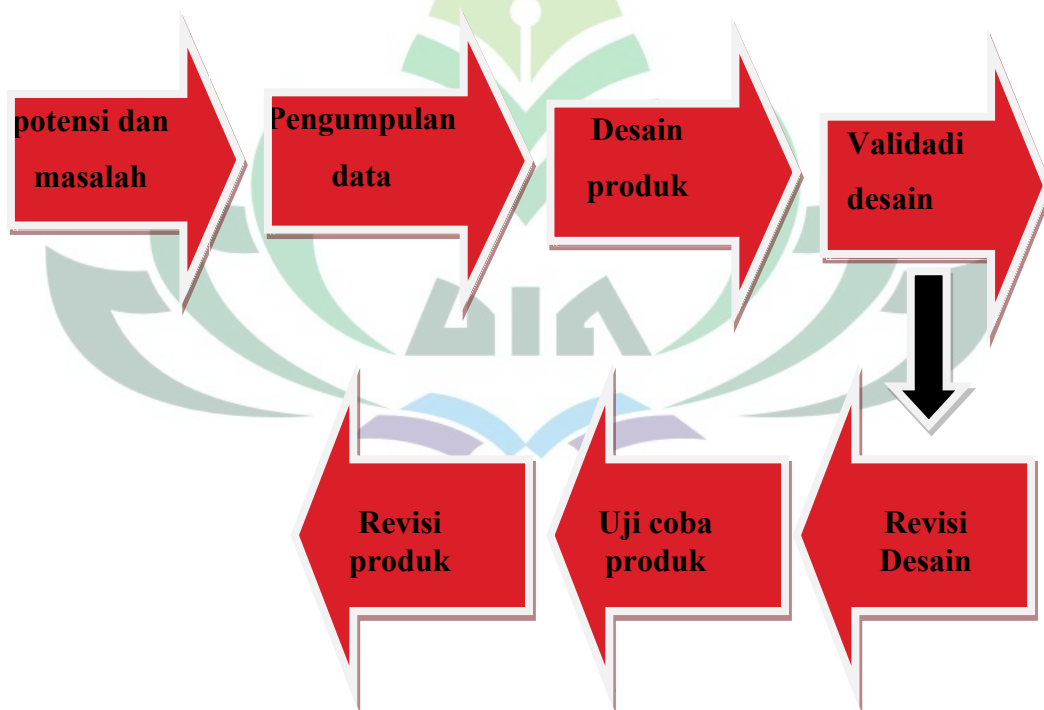 potensi dan
masalah
Pengumpulan
data
Desain
produk
Validadi
desain
Revisi
Desain
Uji coba
produk
Revisi
produk